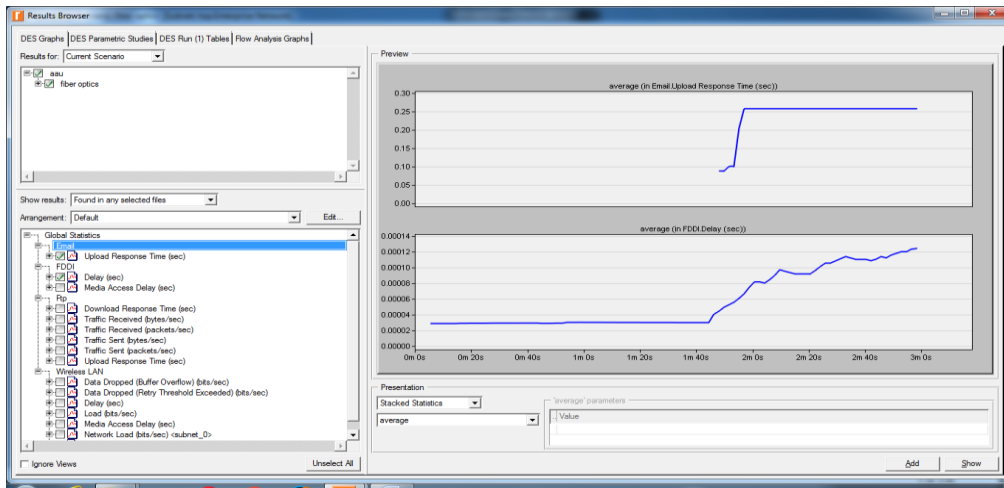 Results Browser
DES Graphs DES Parametric Studies DES Run (1) Tables Flow Analysis Graphs
Results for: Current Scenario
aau
fiber optics
Show results: Found in any selected files
Arrangement: Default Edit...
Global Statistics
Email
Upload Response Time (sec)
FDDI
Delay (sec)
Media Access Delay (sec)
Ftp
Download Response Time (sec)
Traffic Received (bytes/sec)
Traffic Received (packets/sec)
Traffic Sent (bytes/sec)
Traffic Sent (packets/sec)
Upload Response Time (sec)
Wireless LAN
Data Dropped (Buffer Overflow) (bits/sec)
Data Dropped (Retry Threshold Exceeded) (bits/sec)
Delay (sec)
Load (bits/sec)
Media Access Delay (sec)
Network Load (bits/sec) <subnet_0>
Ignore Views Unselect All
Preview
average (in Email.Upload Response Time (sec))
0.30
0.25
0.20
0.15
0.10
0.05
0.00
average (in FDDI.Delay (sec))
0.00014
0.00012
0.00010
0.00008
0.00006
0.00004
0.00002
0.00000
0m 0s 0m 20s 0m 40s 1m 0s 1m 20s 1m 40s 2m 0s 2m 20s 2m 40s 3m 0s
Presentation
Stacked Statistics
average
'average' parameters
Value
Add Show